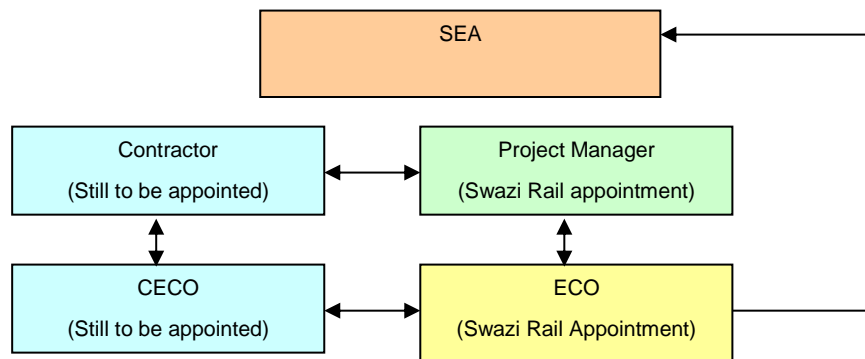 SEA
Contractor
(Still to be appointed)
Project Manager
(Swazi Rail appointment)
CECO
(Still to be appointed)
ECO
(Swazi Rail Appointment)